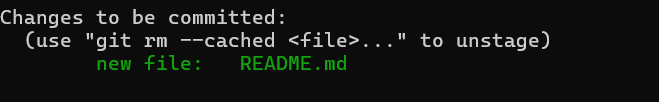 Changes to be committed:
  (use "git rm --cached <file>..." to unstage)
        new file:   README.md